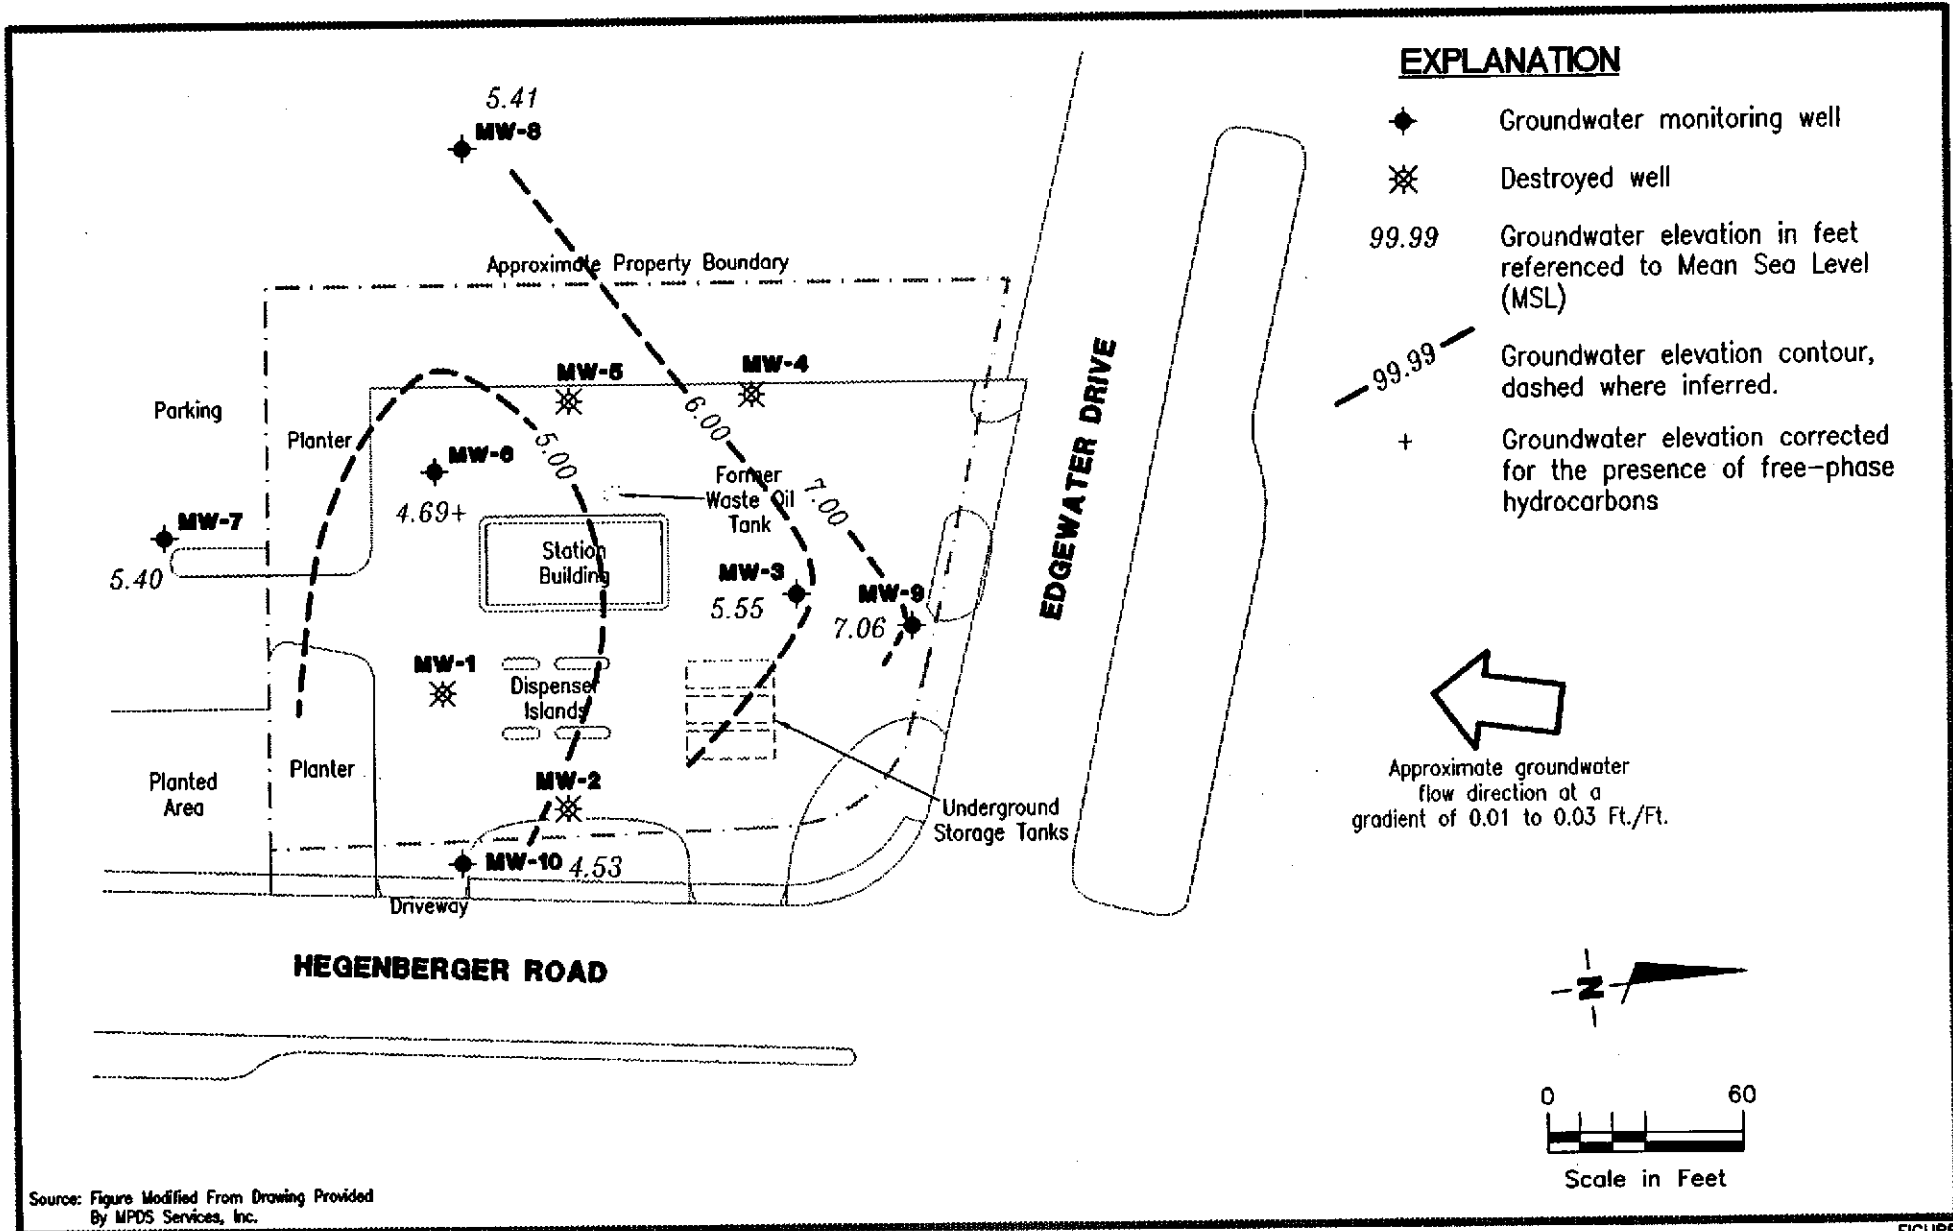 EXPLANATION
Groundwater monitoring well
Destroyed well
99.99
Groundwater elevation in feet
referenced to Mean Sea Level
(MSL)
99.99
Groundwater elevation contour,
dashed where inferred.
+
Groundwater elevation corrected
for the presence of free-phase
hydrocarbons
5.41
MW-8
Approximate Property Boundary
MW-5
MW-4
Parking
Planter
MW-6
4.69+
5.00
6.00
7.00
Former
Waste Oil
Tank
MW-7
5.40
Station
Building
MW-3
5.55
MW-9
7.06
EDGEWATER DRIVE
MW-1
Dispenser
Islands
Planted
Area
Planter
MW-2
Underground
Storage Tanks
MW-10 4.53
Driveway
HEGENBERGER ROAD
Approximate groundwater
flow direction at a
gradient of 0.01 to 0.03 Ft./Ft.
N
0 60
Scale in Feet
Source: Figure Modified From Drawing Provided
By MPDS Services, Inc.
FIGURE